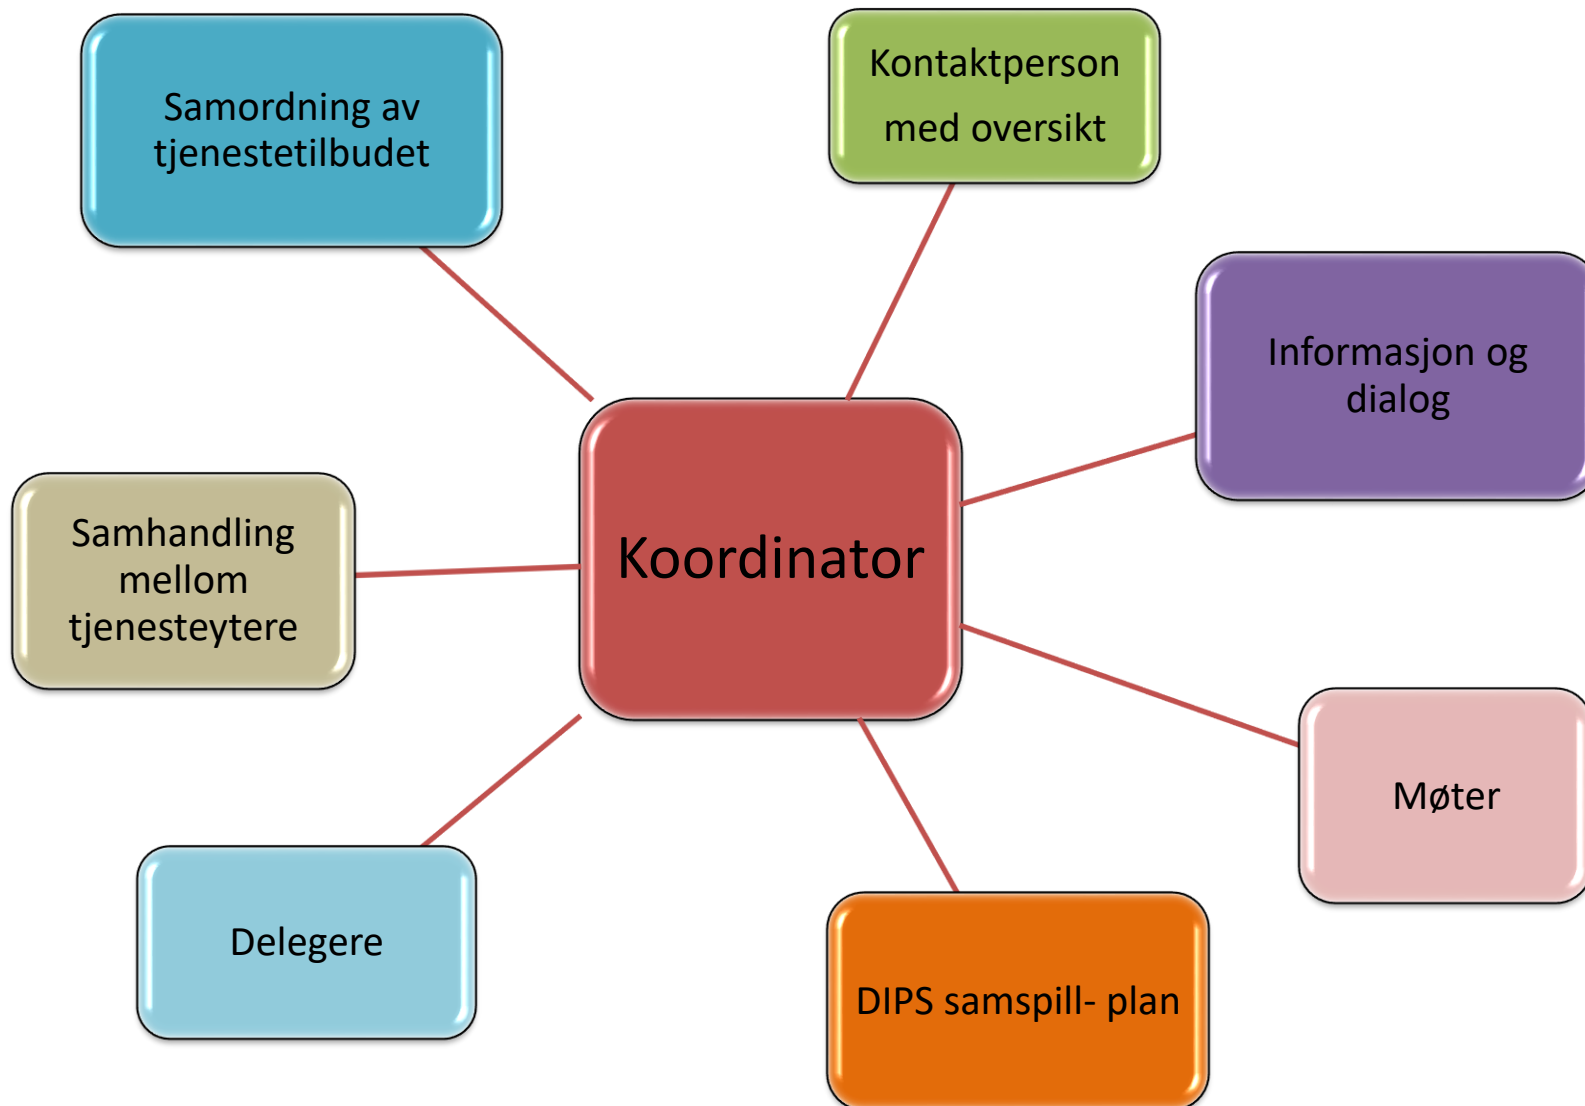 Samordning av
tjenestetilbudet
Kontaktperson
med oversikt
Informasjon og
dialog
Koordinator
Samhandling
mellom
tjenesteytere
Møter
Delegere
DIPS samspill- plan